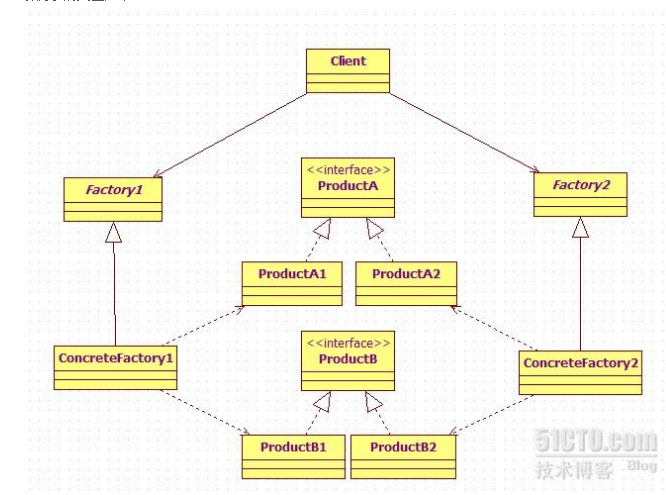 Client
<<interface>>
ProductA
Factory1
Factory2
ProductA1
ProductA2
<<interface>>
ProductB
ConcreteFactory1
ConcreteFactory2
ProductB1
ProductB2
51CTO.com
技术博客 Blog